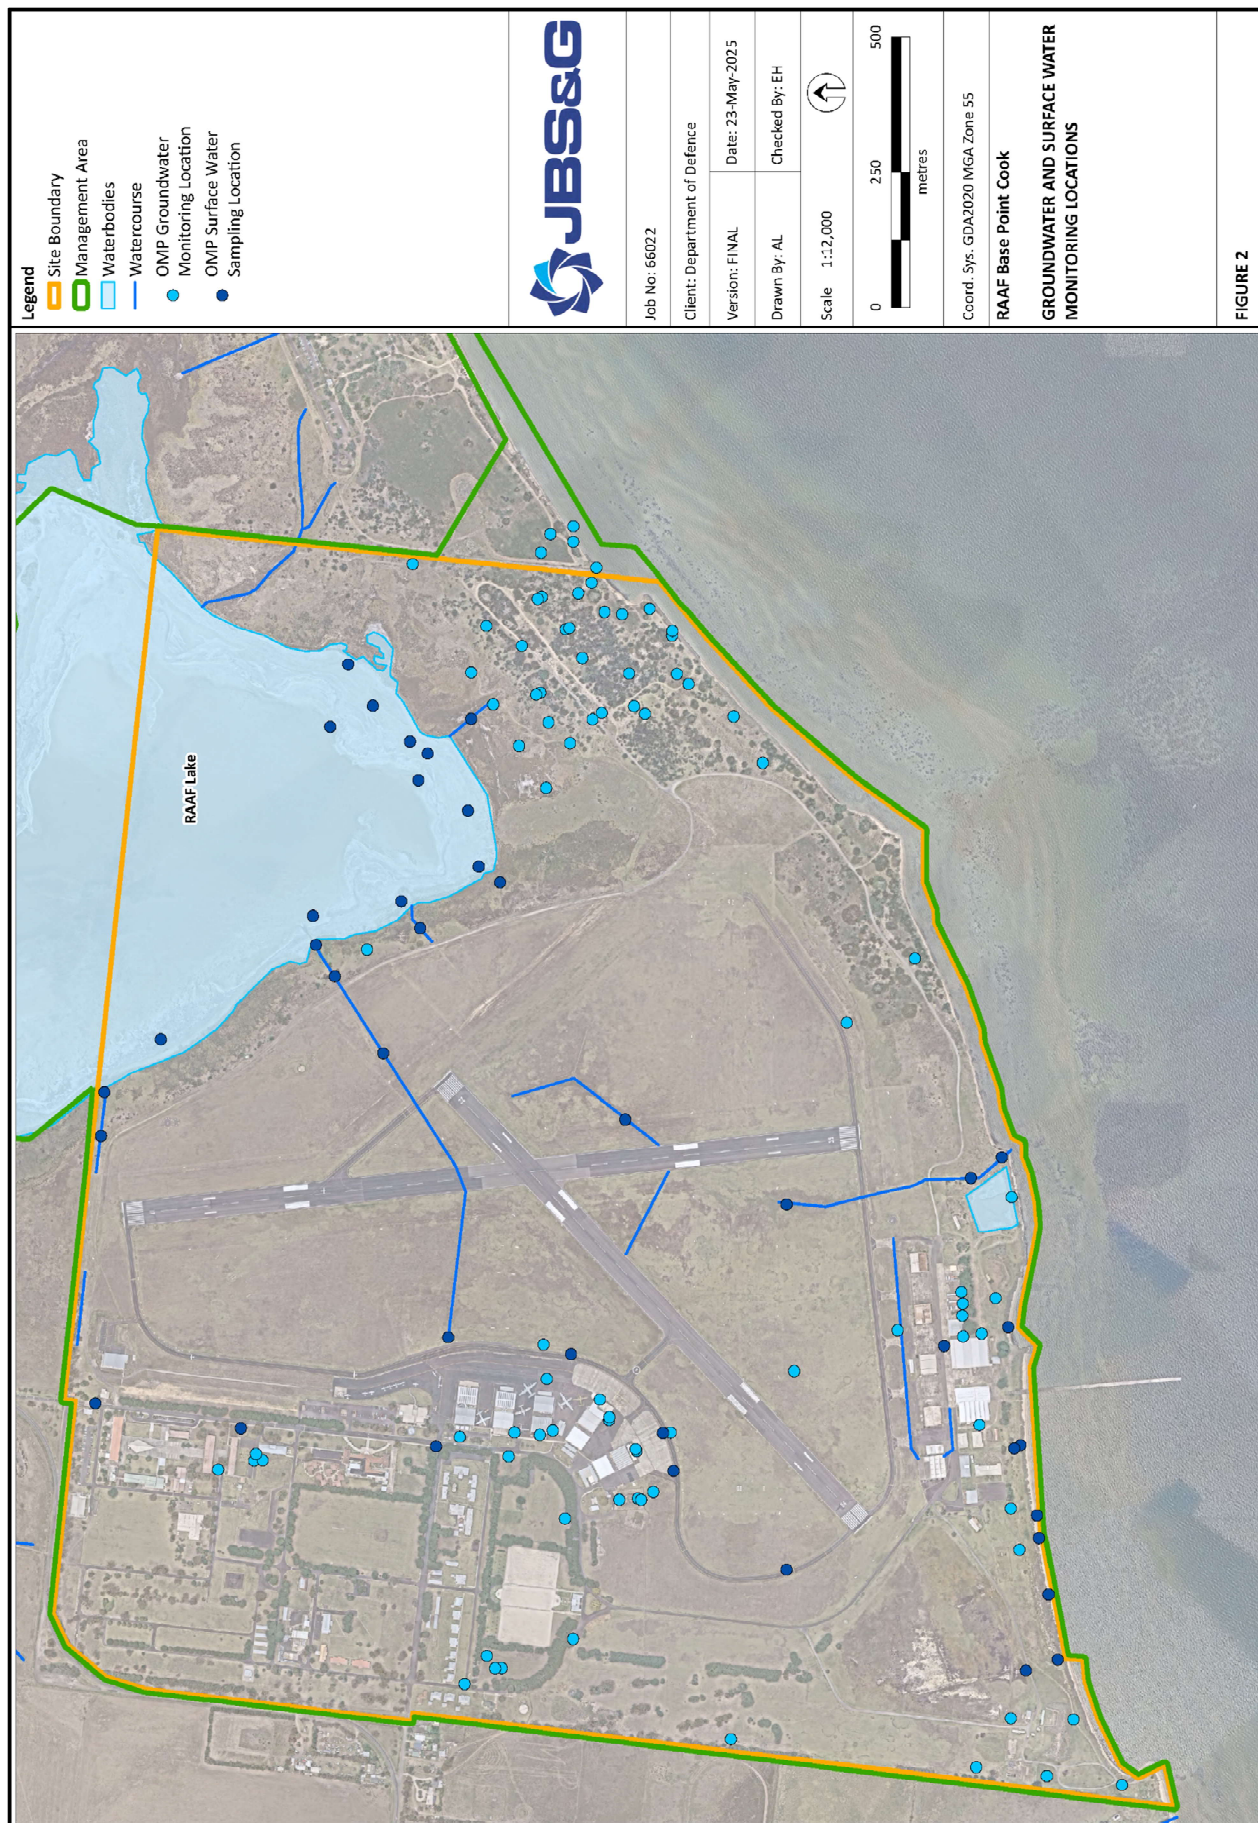 RAAF Lake
Legend
Site Boundary
Management Area
Waterbodies
Watercourse
OMP Groundwater
Monitoring Location
OMP Surface Water
Sampling Location
JBS&G
Job No: 66022
Client: Department of Defence
Version: FINAL
Date: 23-May-2025
Drawn By: AL
Checked By: EH
Scale 1:12,000
0 250 500
metres
Coord. Sys. GDA2020 MGA Zone 55
RAAF Base Point Cook
GROUNDWATER AND SURFACE WATER
MONITORING LOCATIONS
FIGURE 2